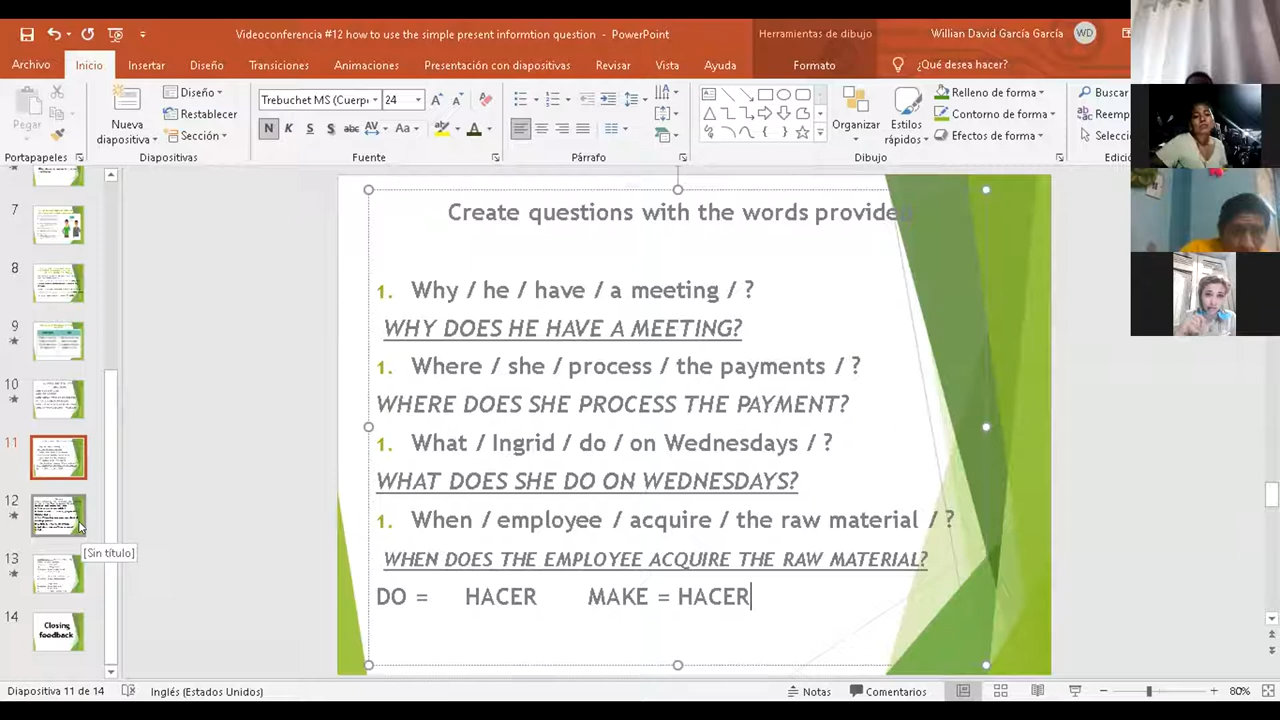 Videoconferencia #12 how to use the simple present informtion question - PowerPoint
Herramientas de dibujo
Willian David García García
WD
Archivo
Inicio
Insertar
Diseño
Transiciones
Animaciones
Presentación con diapositivas
Revisar
Vista
Ayuda
Formato
¿Qué desea hacer?
Pegar
Nueva
diapositiva
Diseño
Restablecer
Sección
Trebuchet MS (Cuerp
24
N K S S abc AV Aa A
Organizar
Estilos
rápidos
Relleno de forma
Contorno de forma
Efectos de forma
Buscar
Reemp
Selecci
Portapapeles
Diapositivas
Fuente
Párrafo
Dibujo
Edici
7
8
9
10
11
12
13
14
[Sin título]
Closing
feedback
Create questions with the words provided
1. Why / he / have / a meeting / ?
WHY DOES HE HAVE A MEETING?
1. Where / she / process / the payments / ?
WHERE DOES SHE PROCESS THE PAYMENT?
1. What / Ingrid / do / on Wednesdays / ?
WHAT DOES SHE DO ON WEDNESDAYS?
1. When / employee / acquire / the raw material / ?
WHEN DOES THE EMPLOYEE ACQUIRE THE RAW MATERIAL?
DO = HACER MAKE = HACER
Diapositiva 11 de 14
Inglés (Estados Unidos)
Notas
Comentarios
80%